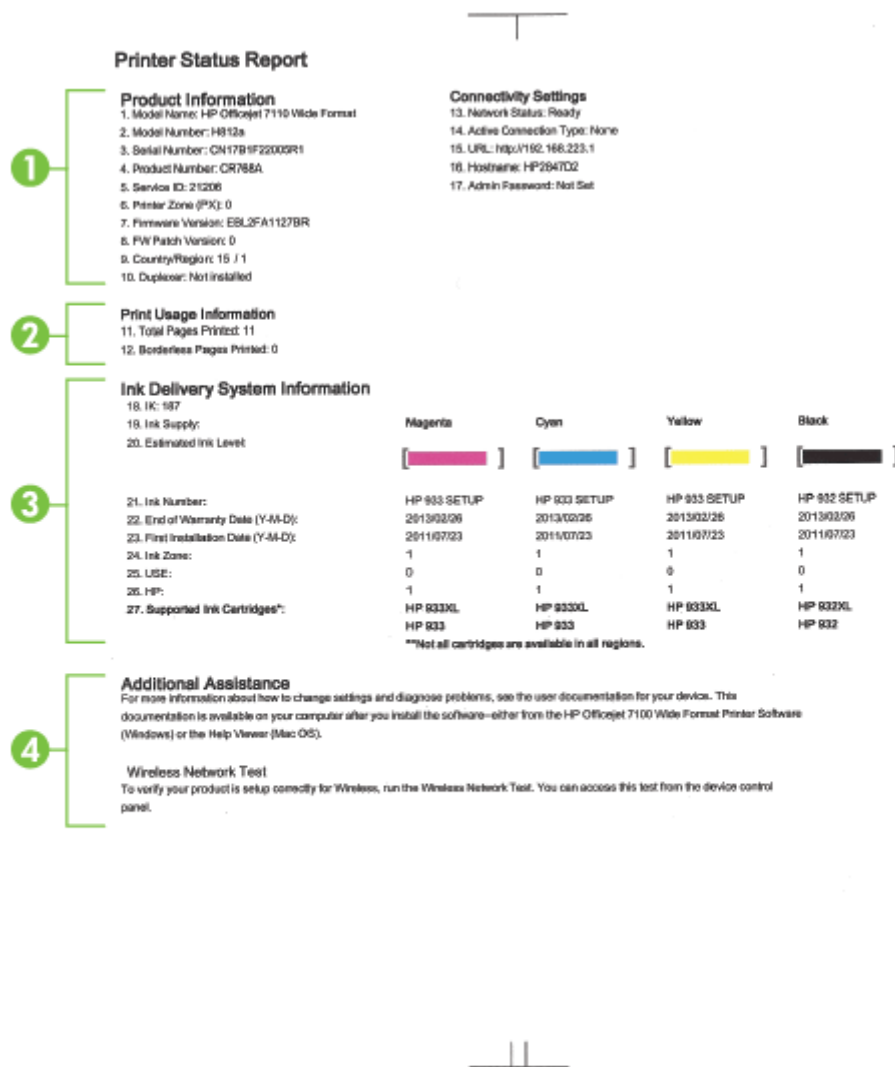 Printer Status Report
1
Product Information
1. Model Name: HP Officejet 7110 Wide Format
2. Model Number: H812a
3. Serial Number: CN17B1F22005R1
4. Product Number: CR768A
5. Service ID: 21206
6. Printer Zone (PX): 0
7. Firmware Version: EBL2FA1127BR
8. FW Patch Version: 0
9. Country/Region: 15 / 1
10. Duplexer: Not installed
Connectivity Settings
13. Network Status: Ready
14. Active Connection Type: None
15. URL: http://192.168.223.1
16. Hostname: HP2847D2
17. Admin Password: Not Set
2
Print Usage Information
11. Total Pages Printed: 11
12. Borderless Pages Printed: 0
3
Ink Delivery System Information
18. IK: 187
19. Ink Supply: Magenta Cyan Yellow Black
20. Estimated Ink Level:
21. Ink Number: HP 933 SETUP HP 933 SETUP HP 933 SETUP HP 932 SETUP
22. End of Warranty Date (Y-M-D): 2013/02/26 2013/02/26 2013/02/26 2013/02/26
23. First Installation Date (Y-M-D): 2011/07/23 2011/07/23 2011/07/23 2011/07/23
24. Ink Zone: 1 1 1 1
25. USE: 0 0 0 0
26. HP: 1 1 1 1
27. Supported Ink Cartridges*: HP 933XL HP 933XL HP 933XL HP 932XL
HP 933 HP 933 HP 933 HP 932
**Not all cartridges are available in all regions.
4
Additional Assistance
For more information about how to change settings and diagnose problems, see the user documentation for your device. This
documentation is available on your computer after you install the software–either from the HP Officejet 7100 Wide Format Printer Software
(Windows) or the Help Viewer (Mac OS).
Wireless Network Test
To verify your product is setup correctly for Wireless, run the Wireless Network Test. You can access this test from the device control
panel.